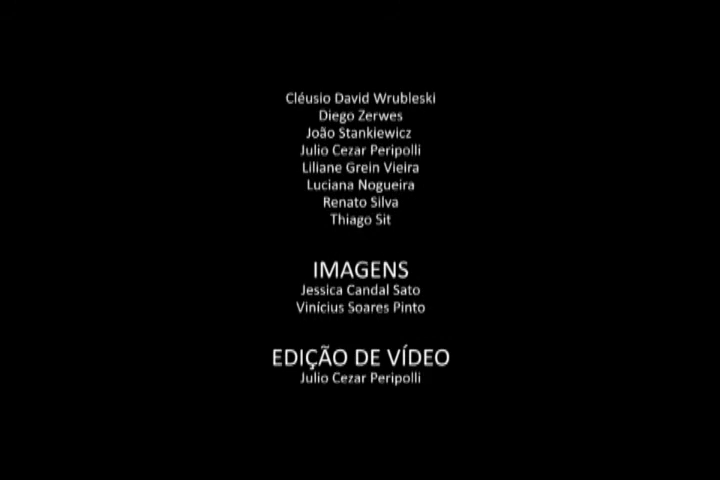 Cléusio David Wrubleski
Diego Zerwes
João Stankiewicz
Julio Cezar Peripolli
Liliane Grein Vieira
Luciana Nogueira
Renato Silva
Thiago Sit
IMAGENS
Jessica Candal Sato
Vinícius Soares Pinto
EDIÇÃO DE VÍDEO
Julio Cezar Peripolli